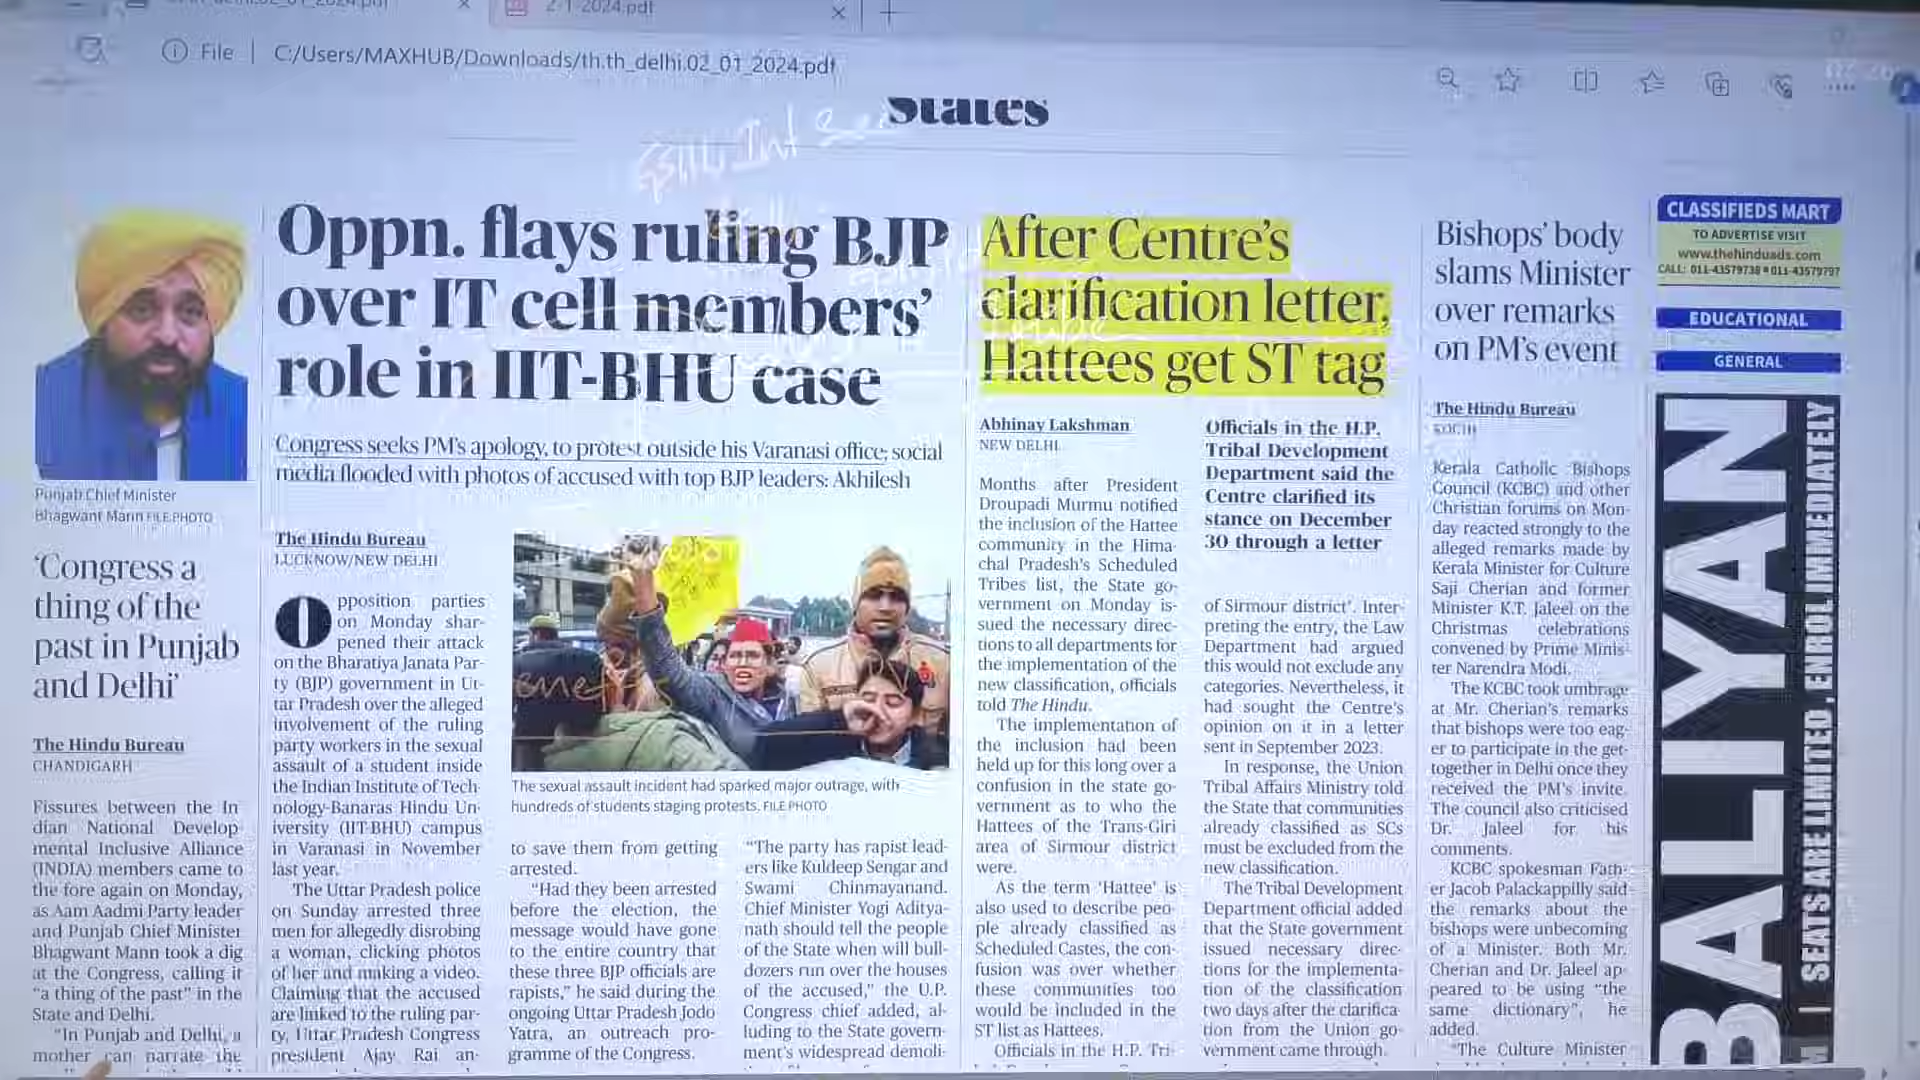 2-1-2024.pdf
File
C:/Users/MAXHUB/Downloads/th.th_delhi.02_01_2024.pdf
States
Punjab Chief Minister
Bhagwant Mann FILE PHOTO
‘Congress a
thing of the
past in Punjab
and Delhi’
The Hindu Bureau
CHANDIGARH
Fissures between the In-
dian National Develop-
mental Inclusive Alliance
(INDIA) members came to
the fore again on Monday,
as Aam Aadmi Party leader
and Punjab Chief Minister
Bhagwant Mann took a dig
at the Congress, calling it
“a thing of the past” in the
State and Delhi.
“In Punjab and Delhi, a
mother can narrate the
Oppn. flays ruling BJP
over IT cell members’
role in IIT-BHU case
Congress seeks PM’s apology, to protest outside his Varanasi office; social
media flooded with photos of accused with top BJP leaders: Akhilesh
The Hindu Bureau
LUCKNOW/NEW DELHI
Opposition parties
on Monday shar-
pened their attack
on the Bharatiya Janata Par-
ty (BJP) government in Ut-
tar Pradesh over the alleged
involvement of the ruling
party workers in the sexual
assault of a student inside
the Indian Institute of Tech-
nology-Banaras Hindu Un-
iversity (IIT-BHU) campus
in Varanasi in November
last year.
The Uttar Pradesh police
on Sunday arrested three
men for allegedly disrobing
a woman, clicking photos
of her and making a video.
Claiming that the accused
are linked to the ruling par-
ty, Uttar Pradesh Congress
president Ajay Rai an-
The sexual assault incident had sparked major outrage, with
hundreds of students staging protests. FILE PHOTO
to save them from getting
arrested.
“Had they been arrested
before the election, the
message would have gone
to the entire country that
these three BJP officials are
rapists,” he said during the
ongoing Uttar Pradesh Jodo
Yatra, an outreach pro-
gramme of the Congress.
“The party has rapist lead-
ers like Kuldeep Sengar and
Swami Chinmayanand.
Chief Minister Yogi Aditya-
nath should tell the people
of the State when will bull-
dozers run over the houses
of the accused,” the U.P.
Congress chief added, al-
luding to the State govern-
ment’s widespread demoli-
After Centre’s
clarification letter,
Hattees get ST tag
Abhinay Lakshman
NEW DELHI
Months after President
Droupadi Murmu notified
the inclusion of the Hattee
community in the Hima-
chal Pradesh’s Scheduled
Tribes list, the State go-
vernment on Monday is-
sued the necessary direc-
tions to all departments for
the implementation of the
new classification, officials
told The Hindu.
The implementation of
the inclusion had been
held up for this long over a
confusion in the state go-
vernment as to who the
Hattees of the Trans-Giri
area of Sirmour district
were.
As the term ‘Hattee’ is
also used to describe peo-
ple already classified as
Scheduled Castes, the con-
fusion was over whether
these communities too
would be included in the
ST list as Hattees.
Officials in the H.P. Tri-
Officials in the H.P.
Tribal Development
Department said the
Centre clarified its
stance on December
30 through a letter
of Sirmour district’. Inter-
preting the entry, the Law
Department had argued
this would not exclude any
categories. Nevertheless, it
had sought the Centre’s
opinion on it in a letter
sent in September 2023.
In response, the Union
Tribal Affairs Ministry told
the State that communities
already classified as SCs
must be excluded from the
new classification.
The Tribal Development
Department official added
that the State government
issued necessary direc-
tions for the implementa-
tion of the classification
two days after the clarifica-
tion from the Union go-
vernment came through.
Bishops’ body
slams Minister
over remarks
on PM’s event
The Hindu Bureau
KOCHI
Kerala Catholic Bishops
Council (KCBC) and other
Christian forums on Mon-
day reacted strongly to the
alleged remarks made by
Kerala Minister for Culture
Saji Cherian and former
Minister K.T. Jaleel on the
Christmas celebrations
convened by Prime Minis-
ter Narendra Modi.
The KCBC took umbrage
at Mr. Cherian’s remarks
that bishops were too eag-
er to participate in the get-
together in Delhi once they
received the PM’s invite.
The council also criticised
Dr. Jaleel for his
comments.
KCBC spokesman Fath-
er Jacob Palackappilly said
the remarks about the
bishops were unbecoming
of a Minister. Both Mr.
Cherian and Dr. Jaleel ap-
peared to be using “the
same dictionary”, he
added.
“The Culture Minister
CLASSIFIEDS MART
TO ADVERTISE VISIT
www.thehinduads.com
CALL: 011-43579738 • 011-43579797
EDUCATIONAL
GENERAL
BALIYAN
SEATS ARE LIMITED, ENROL IMMEDIATELY